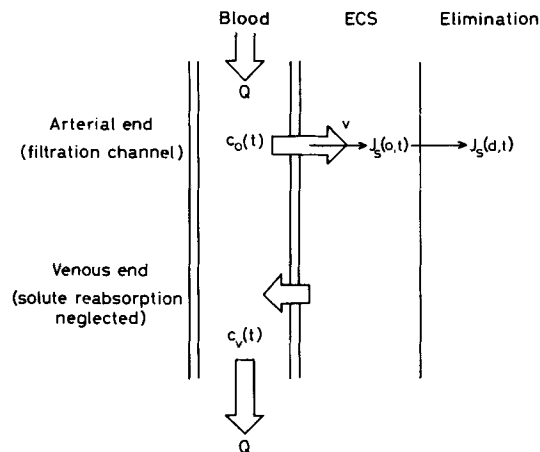 Blood ECS Elimination
Q
Arterial end
(filtration channel)
c₀(t)
v
Jₛ(o,t)
Jₛ(d,t)
Venous end
(solute reabsorption
neglected)
cᵥ(t)
Q